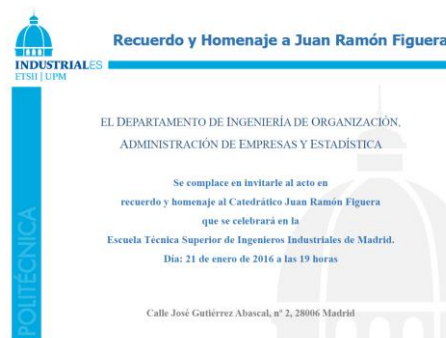 Recuerdo y Homenaje a Juan Ramón Figuera
INDUSTRIALES
ETSII | UPM
EL DEPARTAMENTO DE INGENIERÍA DE ORGANIZACIÓN,
ADMINISTRACIÓN DE EMPRESAS Y ESTADÍSTICA
Se complace en invitarle al acto en
recuerdo y homenaje al Catedrático Juan Ramón Figuera
que se celebrará en la
Escuela Técnica Superior de Ingenieros Industriales de Madrid.
Día: 21 de enero de 2016 a las 19 horas
Calle José Gutiérrez Abascal, nº 2, 28006 Madrid
POLITÉCNICA